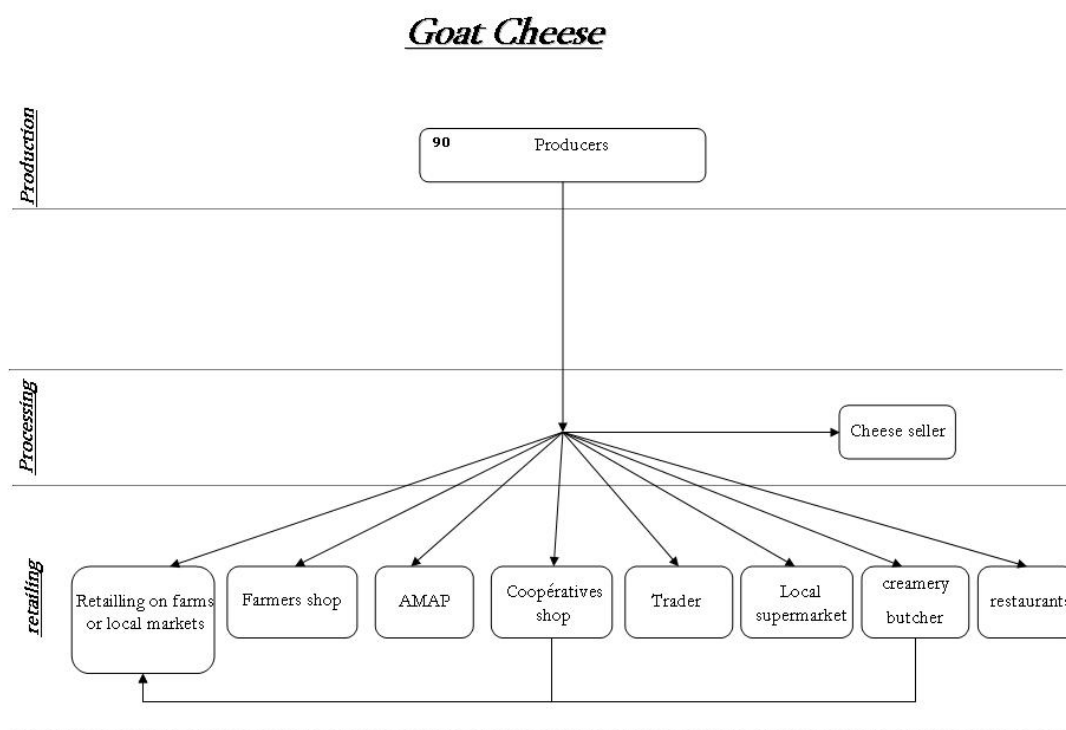 Goat Cheese
Production
90 Producers
Processing
Cheese seller
retailing
Retailling on farms
or local markets
Farmers shop
AMAP
Coopératives
shop
Trader
Local
supermarket
creamery
butcher
restaurants